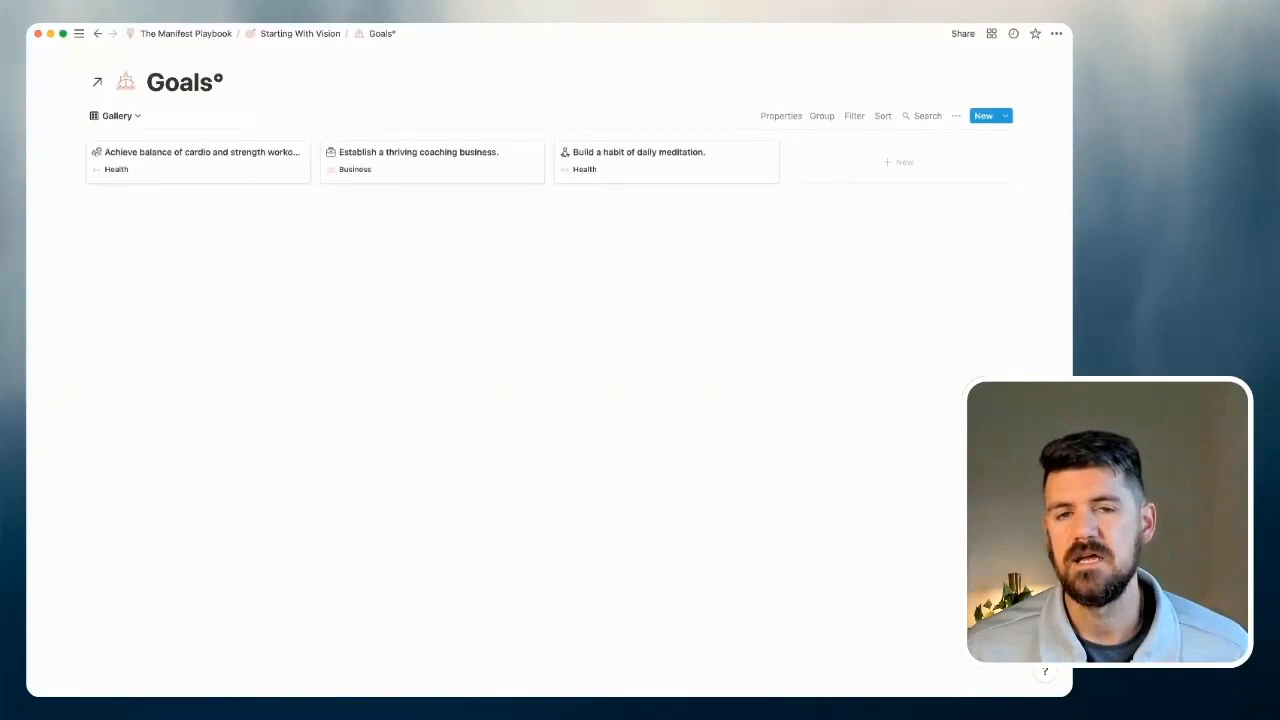 The Manifest Playbook / Starting With Vision / Goals°
Share
Goals°
Gallery
Properties Group Filter Sort Search New
Achieve balance of cardio and strength worko...
Health
Establish a thriving coaching business.
Business
Build a habit of daily meditation.
Health
+ New
?